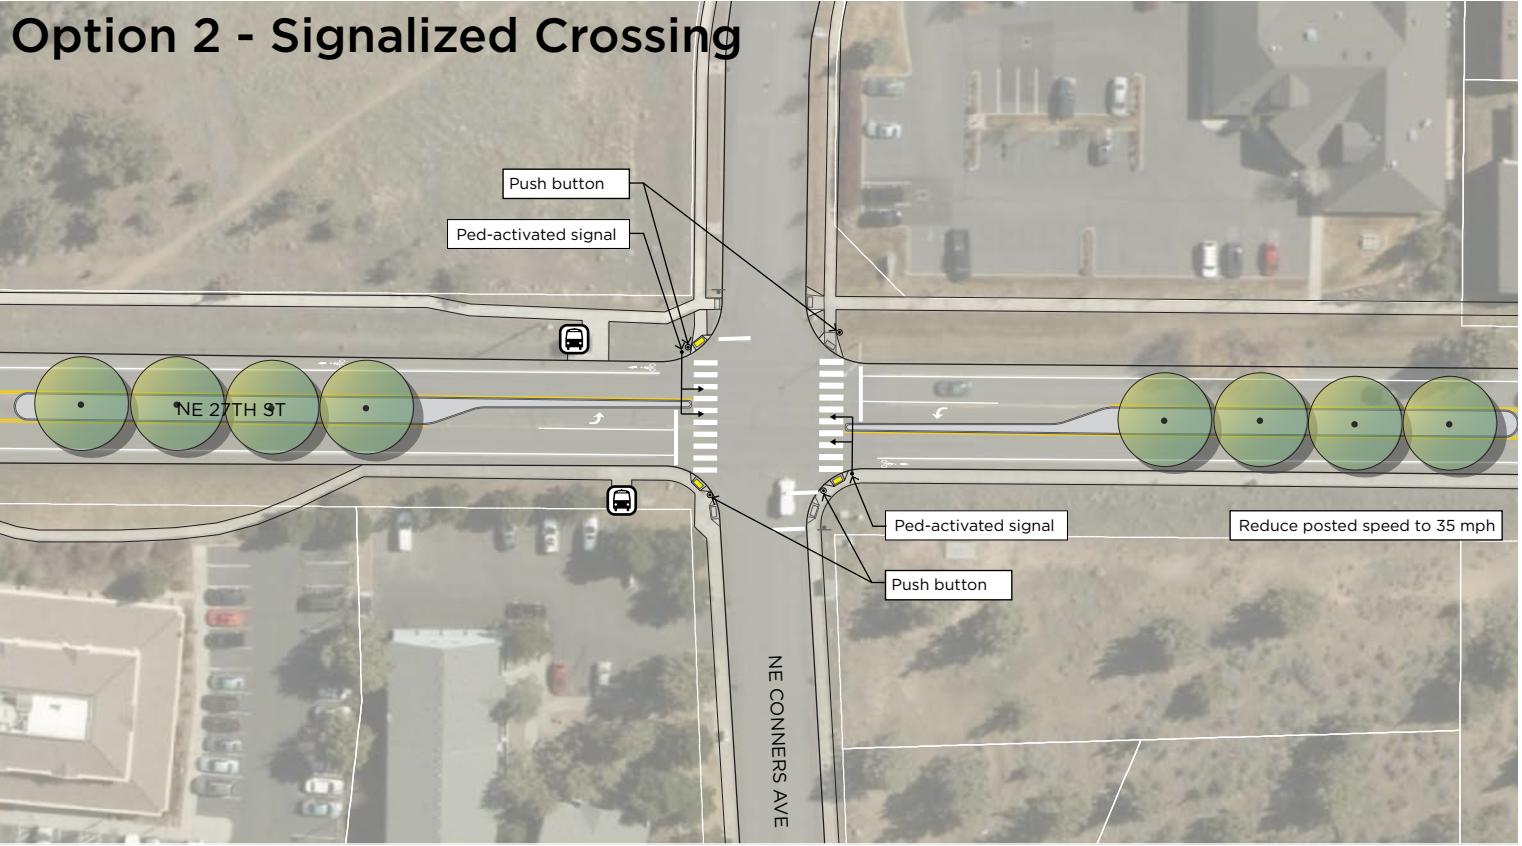 Option 2 - Signalized Crossing
Push button
Ped-activated signal
NE 27TH ST
Ped-activated signal
Reduce posted speed to 35 mph
Push button
NE CONNERS AVE